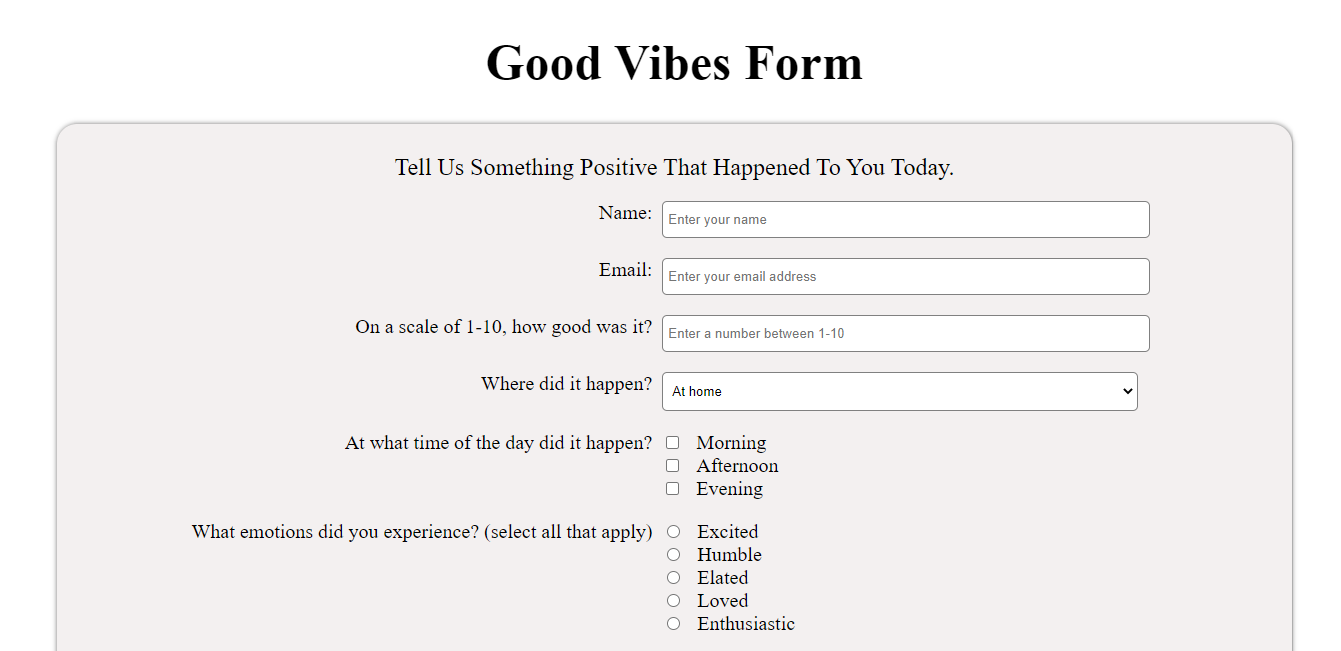 Good Vibes Form
Tell Us Something Positive That Happened To You Today.
Name: Enter your name
Email: Enter your email address
On a scale of 1-10, how good was it? Enter a number between 1-10
Where did it happen? At home
At what time of the day did it happen? Morning
Afternoon
Evening
What emotions did you experience? (select all that apply) Excited
Humble
Elated
Loved
Enthusiastic